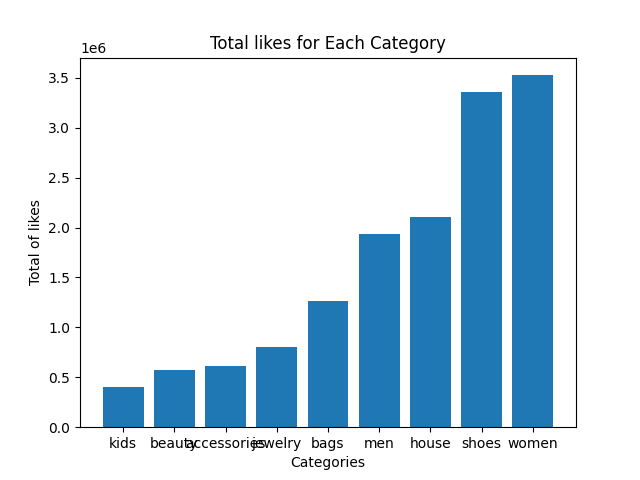 Total likes for Each Category
1e6
3.5
3.0
2.5
2.0
1.5
1.0
0.5
0.0
Total of likes
kids beauty accessories jewelry bags men house shoes women
Categories